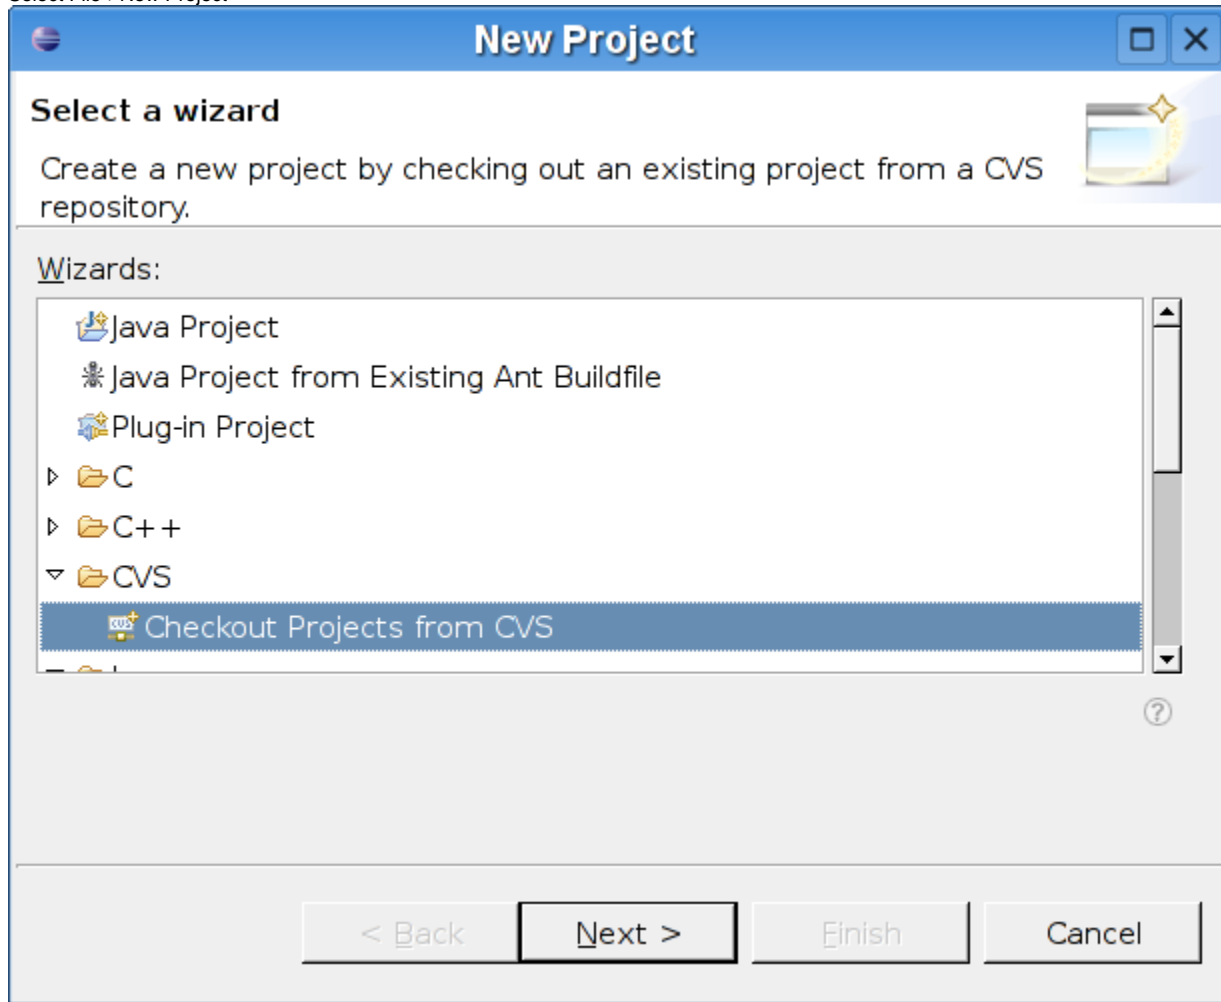 New Project
Select a wizard
Create a new project by checking out an existing project from a CVS
repository.
Wizards:
Java Project
Java Project from Existing Ant Buildfile
Plug-in Project
C
C++
CVS
CVS
Checkout Projects from CVS
?
< Back
Next >
Finish
Cancel